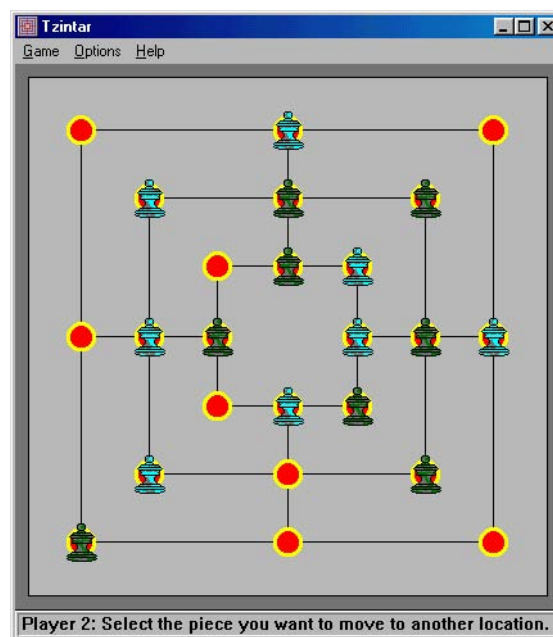 Tzintar
Game Options Help
Player 2: Select the piece you want to move to another location.